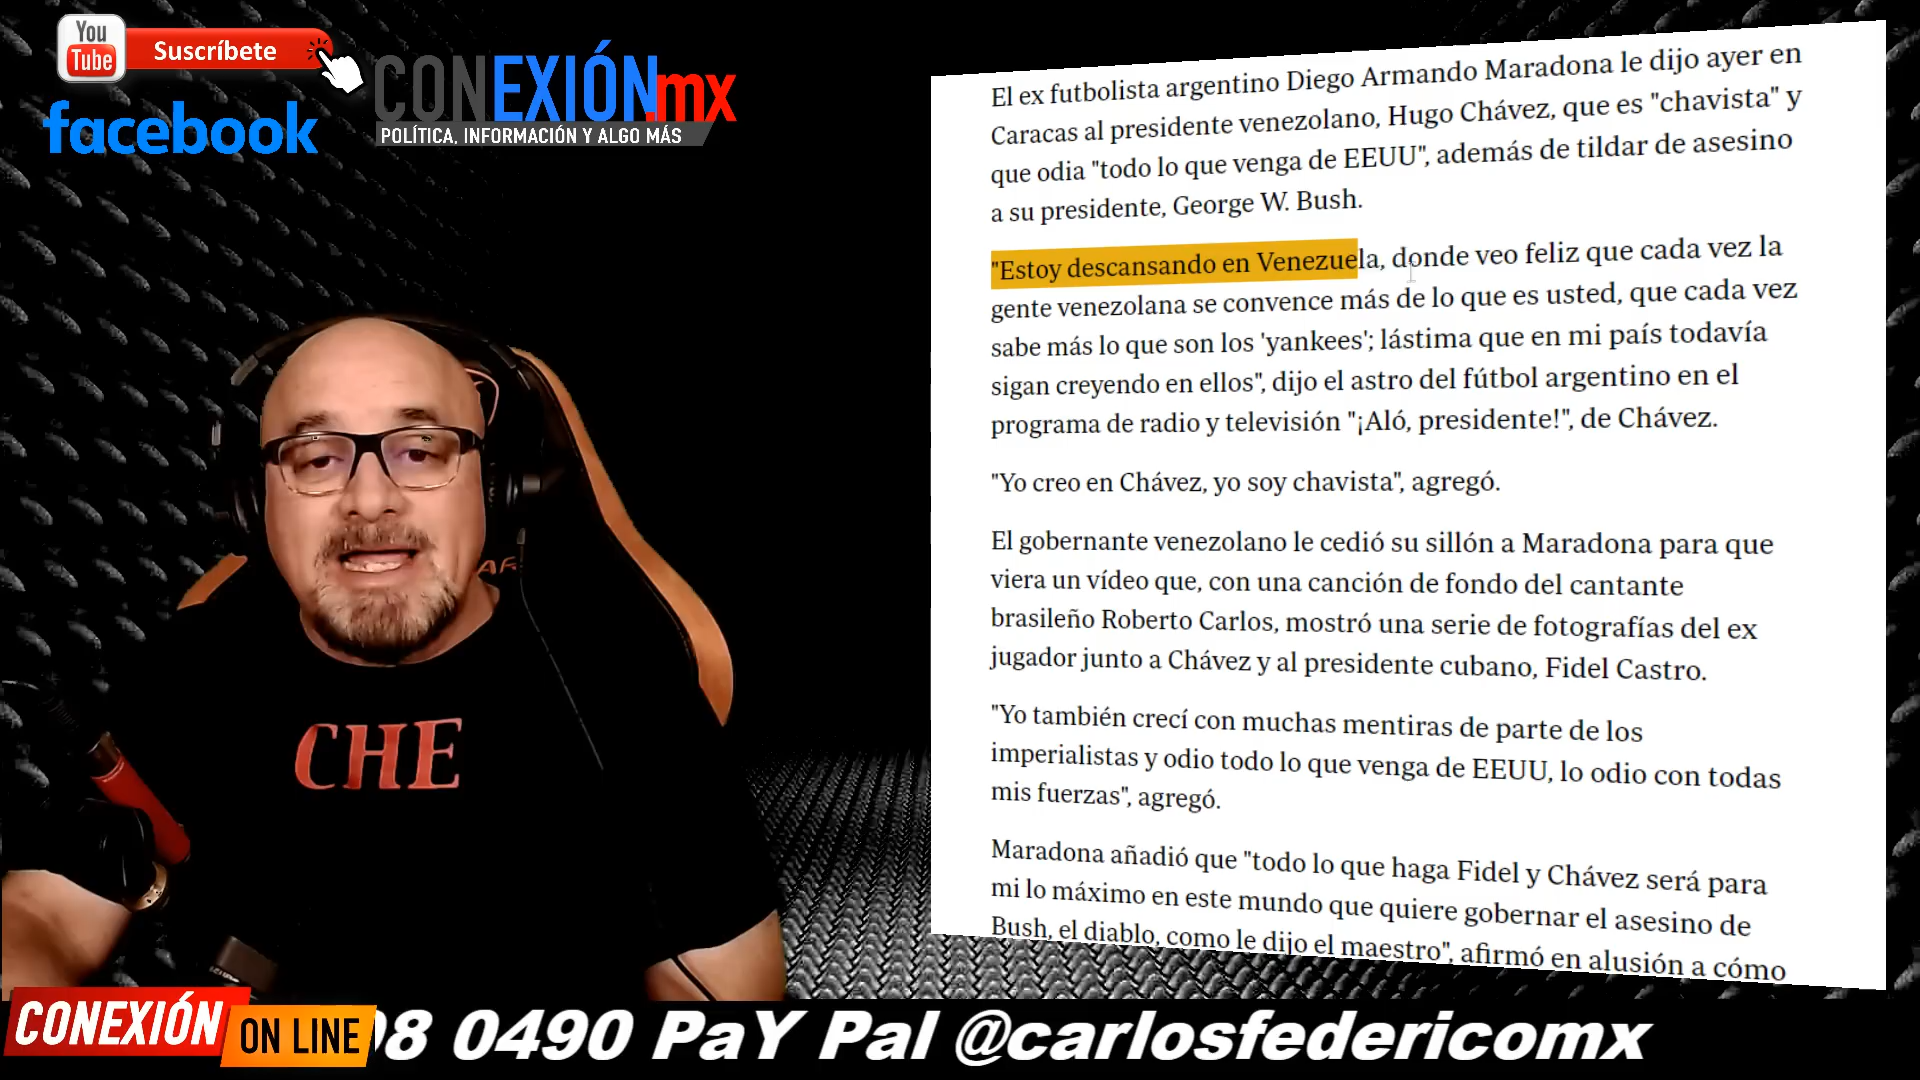 You
Tube
Suscríbete
facebook
CONEXIÓN.mx
POLÍTICA, INFORMACIÓN Y ALGO MÁS
El ex futbolista argentino Diego Armando Maradona le dijo ayer en
Caracas al presidente venezolano, Hugo Chávez, que es "chavista" y
que odia "todo lo que venga de EEUU", además de tildar de asesino
a su presidente, George W. Bush.
"Estoy descansando en Venezuela, donde veo feliz que cada vez la
gente venezolana se convence más de lo que es usted, que cada vez
sabe más lo que son los 'yankees'; lástima que en mi país todavía
sigan creyendo en ellos", dijo el astro del fútbol argentino en el
programa de radio y televisión "¡Aló, presidente!", de Chávez.
"Yo creo en Chávez, yo soy chavista", agregó.
El gobernante venezolano le cedió su sillón a Maradona para que
viera un vídeo que, con una canción de fondo del cantante
brasileño Roberto Carlos, mostró una serie de fotografías del ex
jugador junto a Chávez y al presidente cubano, Fidel Castro.
"Yo también crecí con muchas mentiras de parte de los
imperialistas y odio todo lo que venga de EEUU, lo odio con todas
mis fuerzas", agregó.
Maradona añadió que "todo lo que haga Fidel y Chávez será para
mi lo máximo en este mundo que quiere gobernar el asesino de
Bush, el diablo, como le dijo el maestro", afirmó en alusión a cómo
CHE
CONEXIÓN
ON LINE
98 0490 PaY Pal @carlosfedericomx